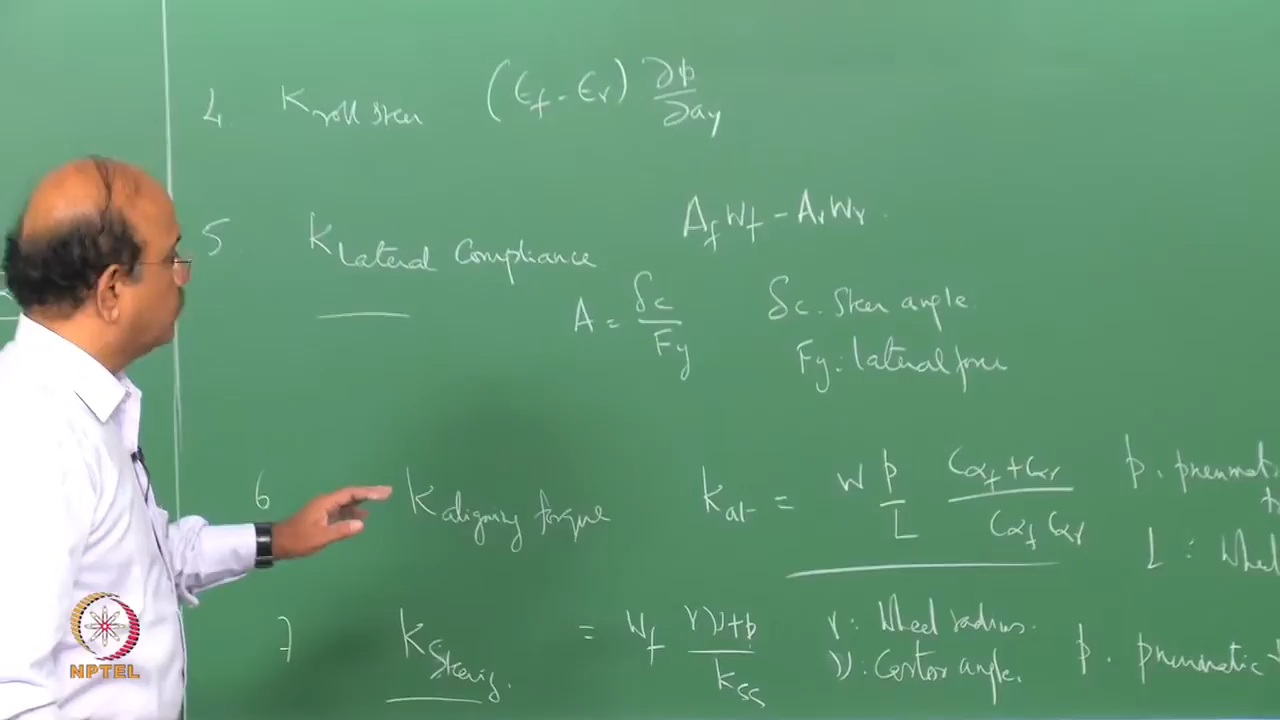 4. K roll steer (ϵf - ϵr) ∂ϕ/∂ay
5. K lateral compliance Af Wf - Ar Wr.
A = δc/Fy δc. Steer angle
Fy: lateral force
6 K aligning torque Kat = W p/L (Cαf + Cαr)/(Cαf Cαr) p. pneumati
L : Wheel
7 K Steering. = Wf (rν+p)/Kss r: Wheel radius.
ν: Castor angle. p. pneumatic
NPTEL